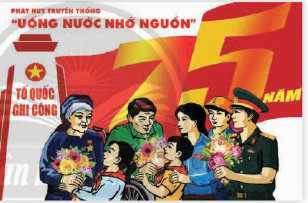 PHÁT HUY TRUYỀN THỐNG
"UỐNG NƯỚC NHỚ NGUỒN"
75
NĂM
TỔ QUỐC
GHI CÔNG